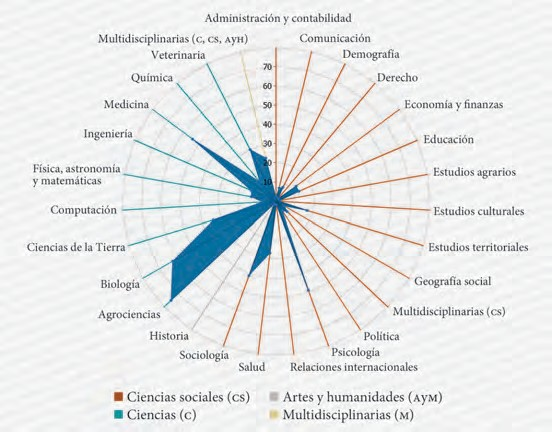 Administración y contabilidad
Comunicación
Demografía
Derecho
Economía y finanzas
Educación
Estudios agrarios
Estudios culturales
Estudios territoriales
Geografía social
Multidisciplinarias (CS)
Política
Psicología
Relaciones internacionales
Salud
Sociología
Historia
Agrociencias
Biología
Ciencias de la Tierra
Computación
Física, astronomía
y matemáticas
Ingeniería
Medicina
Química
Veterinaria
Multidisciplinarias (C, CS, AyH)
70
60
50
40
30
20
10
Ciencias sociales (CS)
Artes y humanidades (AyM)
Ciencias (C)
Multidisciplinarias (M)